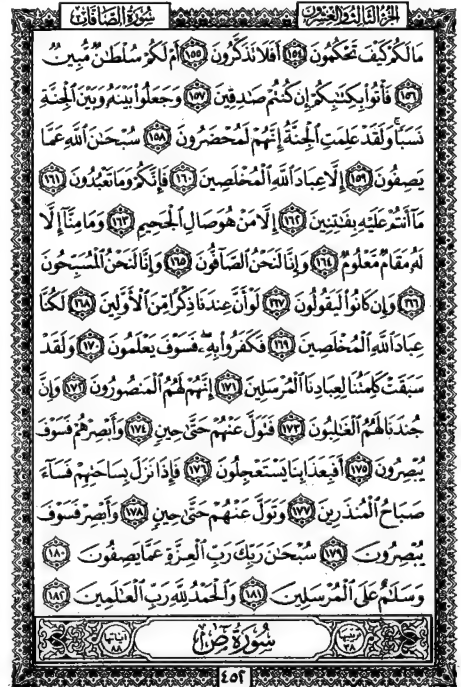 الجزء الثالث والعشرون سورة الصافات
مَا لَكُمْ كَيْفَ تَحْكُمُونَ ١٥٤ أَفَلَا تَذَكَّرُونَ ١٥٥ أَمْ لَكُمْ سُلْطَانٌ مُّبِينٌ
١٥٦ فَأْتُوا بِكِتَابِكُمْ إِن كُنتُمْ صَادِقِينَ ١٥٧ وَجَعَلُوا بَيْنَهُ وَبَيْنَ الْجِنَّةِ
نَسَبًا وَلَقَدْ عَلِمَتِ الْجِنَّةُ إِنَّهُمْ لَمُحْضَرُونَ ١٥٨ سُبْحَانَ اللَّهِ عَمَّا
يَصِفُونَ ١٥٩ إِلَّا عِبَادَ اللَّهِ الْمُخْلَصِينَ ١٦٠ فَإِنَّكُمْ وَمَا تَعْبُدُونَ ١٦١
مَا أَنتُمْ عَلَيْهِ بِفَاتِنِينَ ١٦٢ إِلَّا مَنْ هُوَ صَالِ الْجَحِيمِ ١٦٣ وَمَا مِنَّا إِلَّا
لَهُ مَقَامٌ مَّعْلُومٌ ١٦٤ وَإِنَّا لَنَحْنُ الصَّافُّونَ ١٦٥ وَإِنَّا لَنَحْنُ الْمُسَبِّحُونَ
١٦٦ وَإِن كَانُوا لَيَقُولُونَ ١٦٧ لَوْ أَنَّ عِندَنَا ذِكْرًا مِّنَ الْأَوَّلِينَ ١٦٨ لَكُنَّا
عِبَادَ اللَّهِ الْمُخْلَصِينَ ١٦٩ فَكَفَرُوا بِهِ فَسَوْفَ يَعْلَمُونَ ١٧٠ وَلَقَدْ
سَبَقَتْ كَلِمَتُنَا لِعِبَادِنَا الْمُرْسَلِينَ ١٧١ إِنَّهُمْ لَهُمُ الْمَنصُورُونَ ١٧٢ وَإِنَّ
جُندَنَا لَهُمُ الْغَالِبُونَ ١٧٣ فَتَوَلَّ عَنْهُمْ حَتَّى حِينٍ ١٧٤ وَأَبْصِرْهُمْ فَسَوْفَ
يُبْصِرُونَ ١٧٥ أَفَبِعَذَابِنَا يَسْتَعْجِلُونَ ١٧٦ فَإِذَا نَزَلَ بِسَاحَتِهِمْ فَسَاءَ
صَبَاحُ الْمُنذَرِينَ ١٧٧ وَتَوَلَّ عَنْهُمْ حَتَّى حِينٍ ١٧٨ وَأَبْصِرْ فَسَوْفَ
يُبْصِرُونَ ١٧٩ سُبْحَانَ رَبِّكَ رَبِّ الْعِزَّةِ عَمَّا يَصِفُونَ ١٨٠
وَسَلَامٌ عَلَى الْمُرْسَلِينَ ١٨١ وَالْحَمْدُ لِلَّهِ رَبِّ الْعَالَمِينَ ١٨٢
ترتيبها ٣٨ سُورَةُ صٓ آياتها ٨٨
٤٥٢